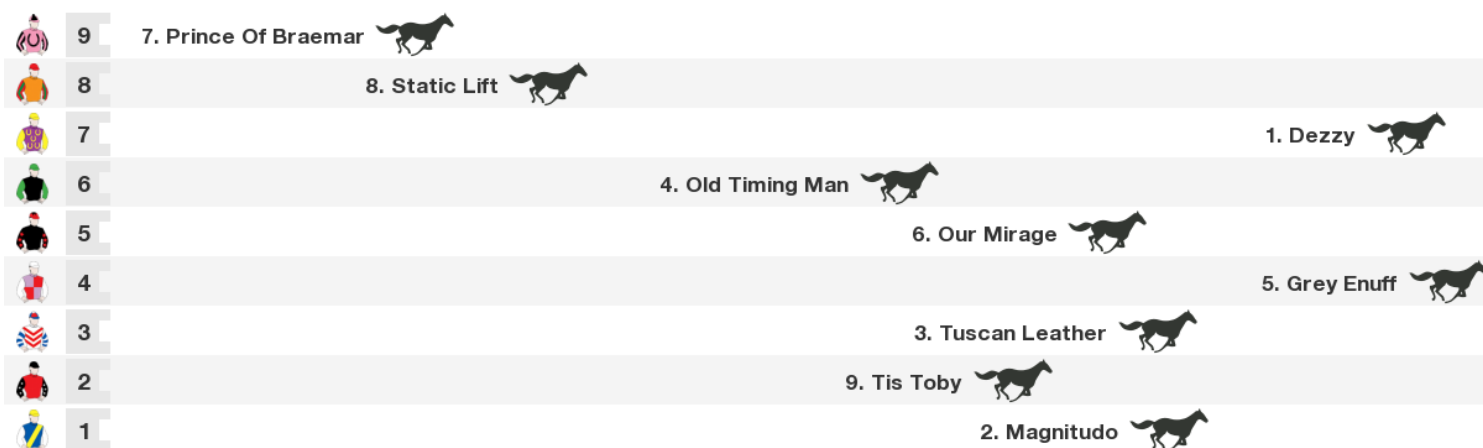 9 7. Prince Of Braemar
8 8. Static Lift
7 1. Dezzy
6 4. Old Timing Man
5 6. Our Mirage
4 5. Grey Enuff
3 3. Tuscan Leather
2 9. Tis Toby
1 2. Magnitudo